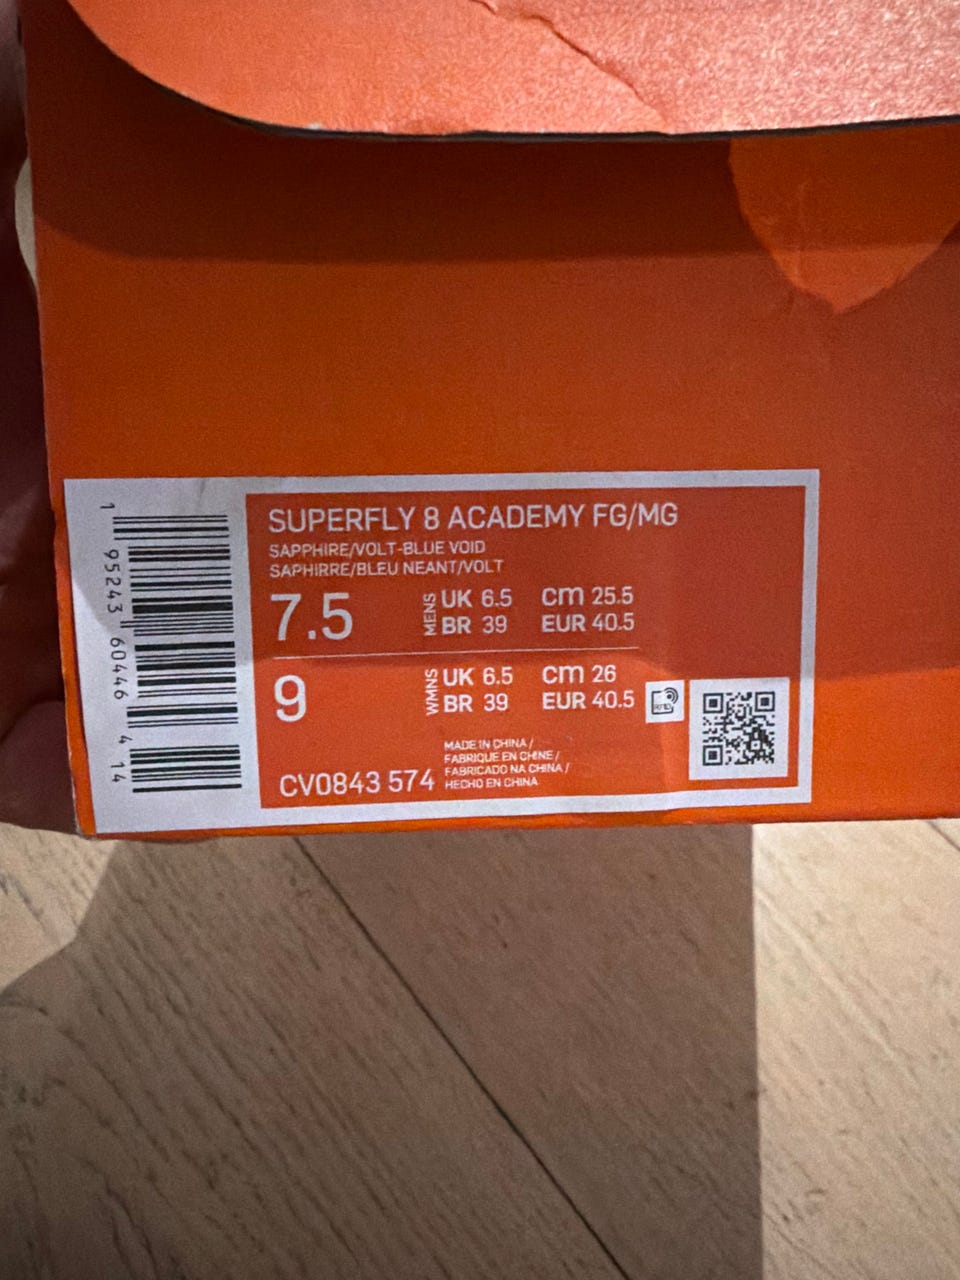 SUPERFLY 8 ACADEMY FG/MG
SAPPHIRE/VOLT-BLUE VOID
SAPHIRRE/BLEU NEANT/VOLT
7.5 MENS UK 6.5 cm 25.5
BR 39 EUR 40.5
9 WMNS UK 6.5 cm 26
BR 39 EUR 40.5
RFID
MADE IN CHINA /
FABRIQUE EN CHINE /
FABRICADO NA CHINA /
HECHO EN CHINA
CV0843 574
1 95243 60446 4 14